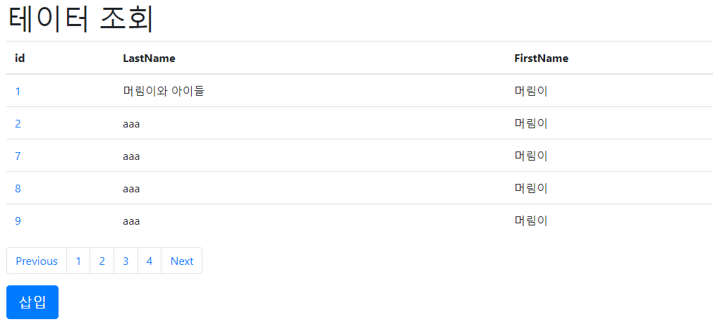 데이터 조회
id LastName FirstName
1 머림이와 아이들 머림이
2 aaa 머림이
7 aaa 머림이
8 aaa 머림이
9 aaa 머림이
Previous 1 2 3 4 Next
삽입